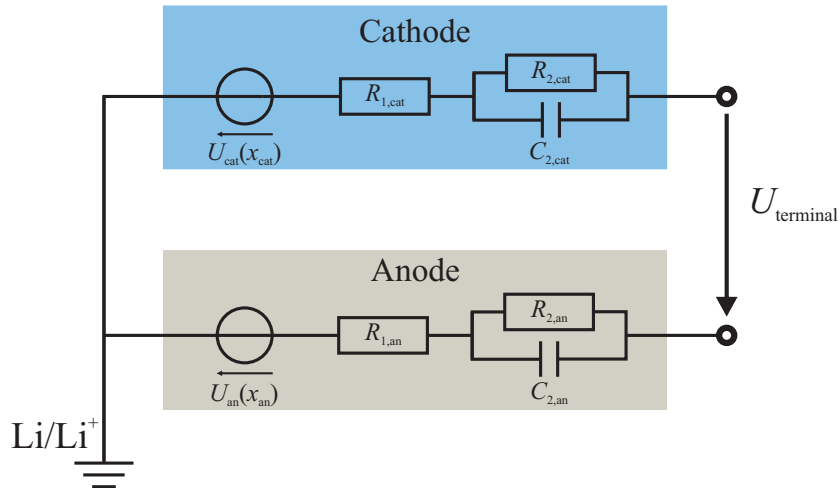 Cathode
R2,cat
R1,cat
Ucat(xcat)
C2,cat
Uterminal
Anode
R2,an
R1,an
Uan(xan)
C2,an
Li/Li+